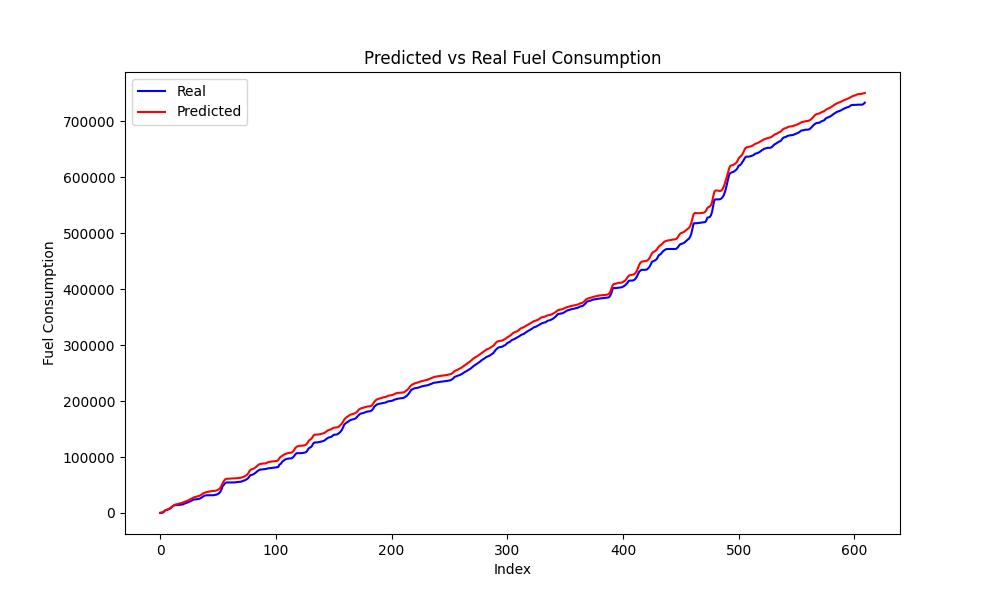 Predicted vs Real Fuel Consumption
Real
Predicted
Fuel Consumption
700000
600000
500000
400000
300000
200000
100000
0
0 100 200 300 400 500 600
Index